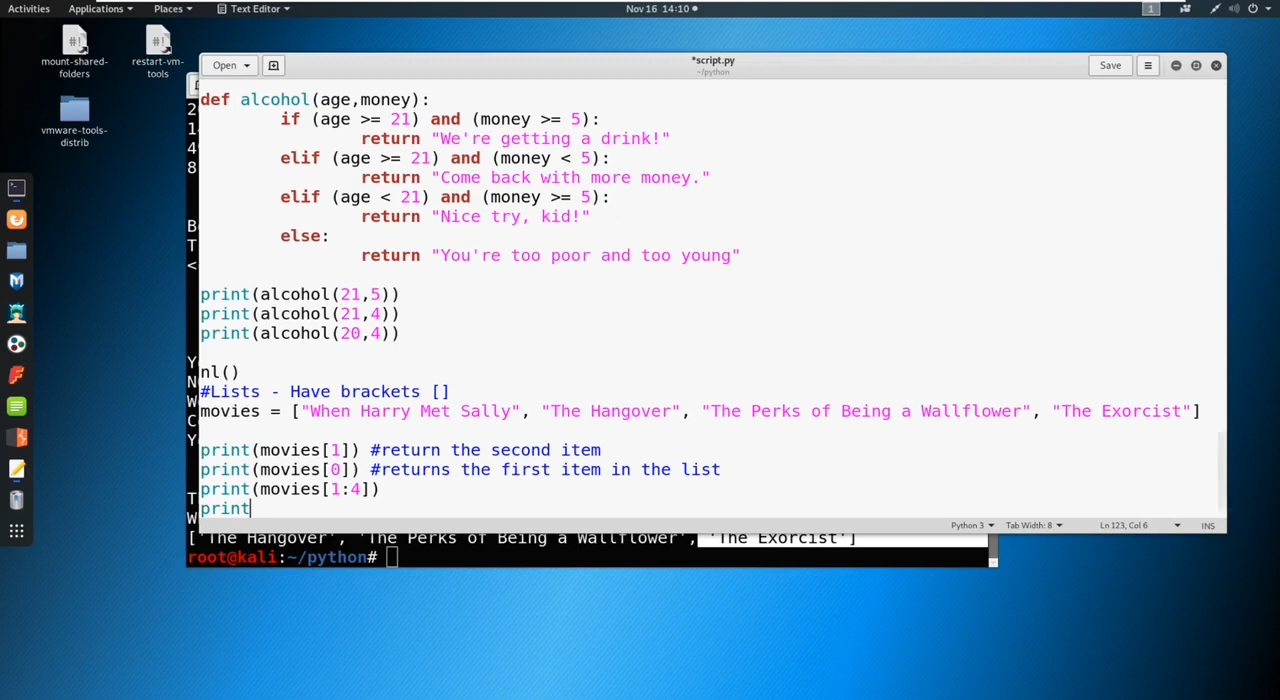 Activities Applications Places Text Editor Nov 16 14:10 1
mount-shared-folders
restart-vm-tools
vmware-tools-distrib
Open *script.py Save
~/python
def alcohol(age,money):
        if (age >= 21) and (money >= 5):
                return "We're getting a drink!"
        elif (age >= 21) and (money < 5):
                return "Come back with more money."
        elif (age < 21) and (money >= 5):
                return "Nice try, kid!"
        else:
                return "You're too poor and too young"
print(alcohol(21,5))
print(alcohol(21,4))
print(alcohol(20,4))
nl()
#Lists - Have brackets []
movies = ["When Harry Met Sally", "The Hangover", "The Perks of Being a Wallflower", "The Exorcist"]
print(movies[1]) #return the second item
print(movies[0]) #returns the first item in the list
print(movies[1:4])
print
Python 3 Tab Width: 8 Ln 123, Col 6 INS
['The Hangover', 'The Perks of Being a Wallflower', 'The Exorcist']
root@kali:~/python#